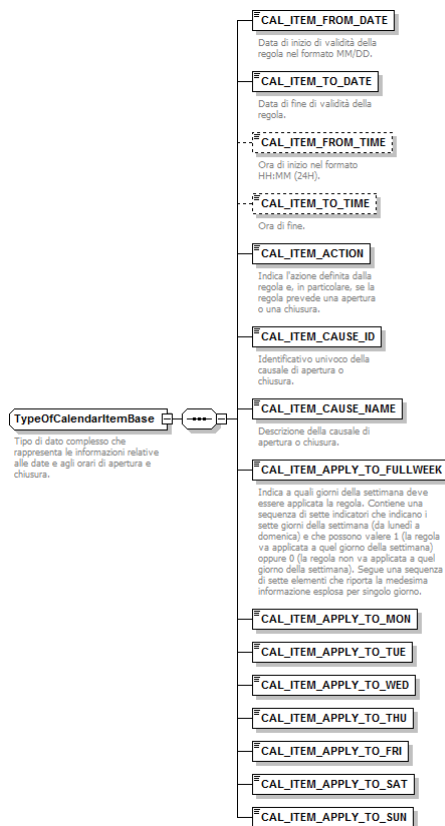 CAL_ITEM_FROM_DATE
Data di inizio di validità della
regola nel formato MM/DD.
CAL_ITEM_TO_DATE
Data di fine di validità della
regola.
CAL_ITEM_FROM_TIME
Ora di inizio nel formato
HH:MM (24H).
CAL_ITEM_TO_TIME
Ora di fine.
CAL_ITEM_ACTION
Indica l'azione definita dalla
regola e, in particolare, se la
regola prevede una apertura
o una chiusura.
CAL_ITEM_CAUSE_ID
Identificativo univoco della
causale di apertura o
chiusura.
TypeOfCalendarItemBase
Tipo di dato complesso che
rappresenta le informazioni relative
alle date e agli orari di apertura e
chiusura.
CAL_ITEM_CAUSE_NAME
Descrizione della causale di
apertura o chiusura.
CAL_ITEM_APPLY_TO_FULLWEEK
Indica a quali giorni della settimana deve
essere applicata la regola. Contiene una
sequenza di sette indicatori che indicano i
sette giorni della settimana (da lunedì a
domenica) e che possono valere 1 (la regola
va applicata a quel giorno della settimana)
oppure 0 (la regola non va applicata a quel
giorno della settimana). Segue una sequenza
di sette elementi che riporta la medesima
informazione esplosa per singolo giorno.
CAL_ITEM_APPLY_TO_MON
CAL_ITEM_APPLY_TO_TUE
CAL_ITEM_APPLY_TO_WED
CAL_ITEM_APPLY_TO_THU
CAL_ITEM_APPLY_TO_FRI
CAL_ITEM_APPLY_TO_SAT
CAL_ITEM_APPLY_TO_SUN